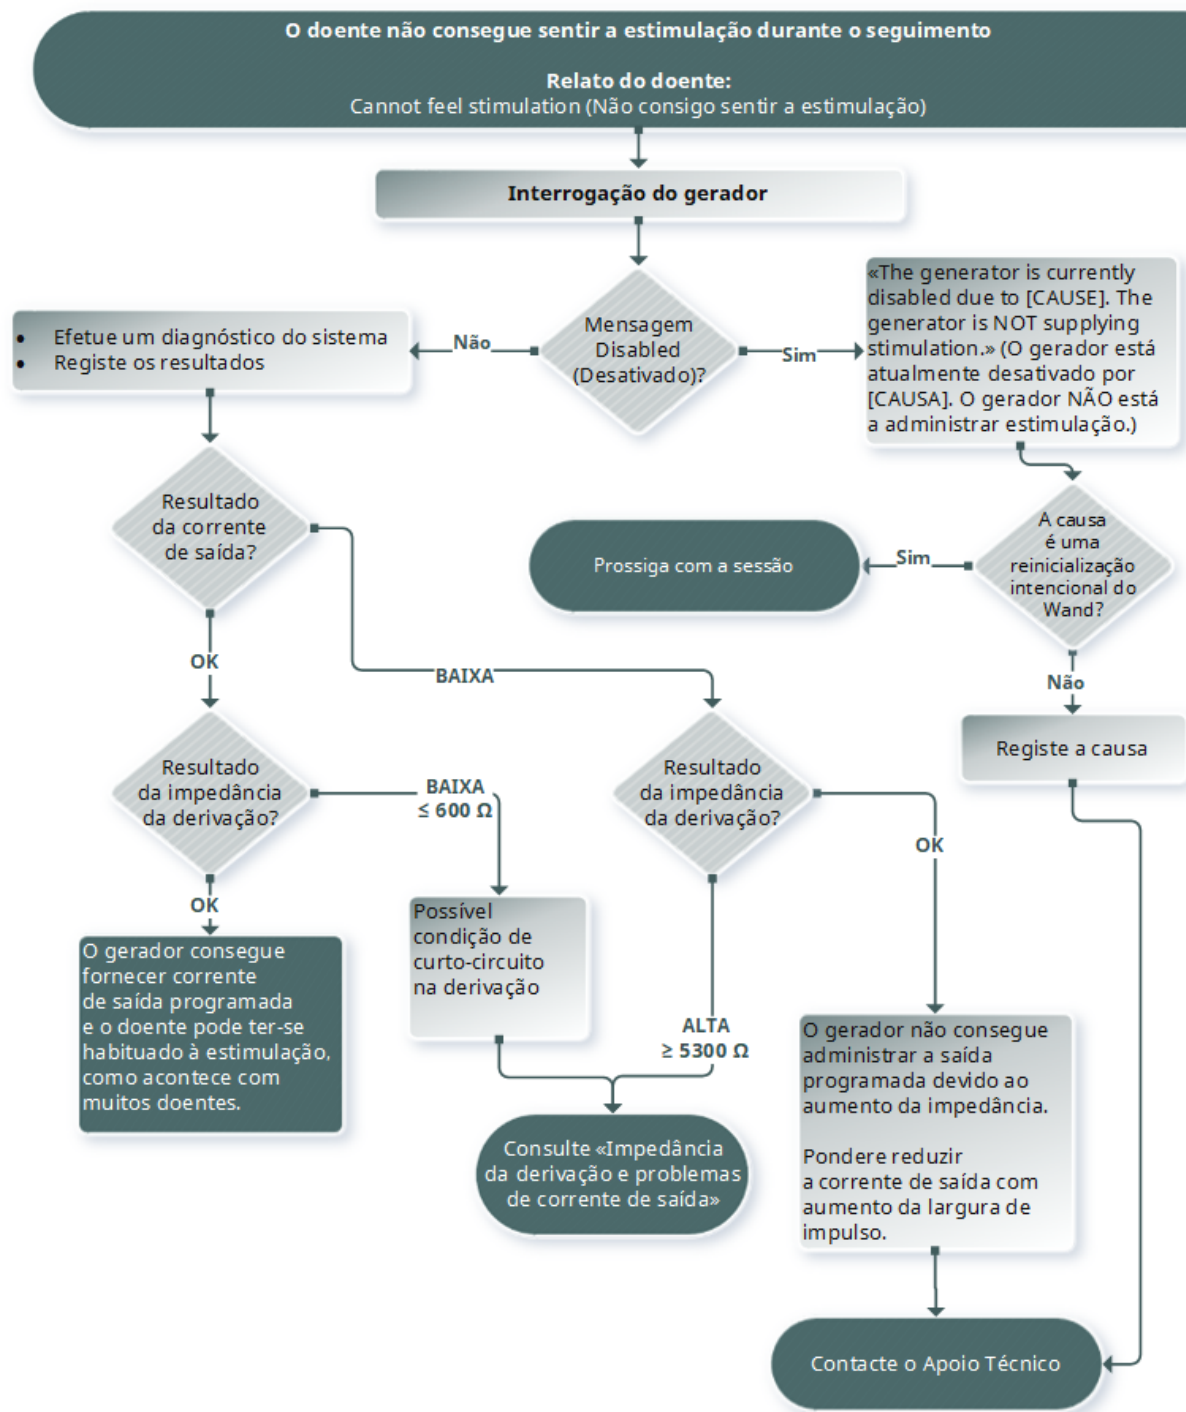 O doente não consegue sentir a estimulação durante o seguimento
Relato do doente:
Cannot feel stimulation (Não consigo sentir a estimulação)
Interrogação do gerador
Mensagem
Disabled
(Desativado)?
Não
Sim
• Efetue um diagnóstico do sistema
• Registe os resultados
«The generator is currently
disabled due to [CAUSE]. The
generator is NOT supplying
stimulation.» (O gerador está
atualmente desativado por
[CAUSA]. O gerador NÃO está
a administrar estimulação.)
Resultado
da corrente
de saída?
A causa
é uma
reinicialização
intencional do
Wand?
Sim
Prossiga com a sessão
Não
Registe a causa
OK
BAIXA
Resultado
da impedância
da derivação?
BAIXA
≤ 600 Ω
Resultado
da impedância
da derivação?
OK
OK
O gerador consegue
fornecer corrente
de saída programada
e o doente pode ter-se
habituado à estimulação,
como acontece com
muitos doentes.
Possível
condição de
curto-circuito
na derivação
ALTA
≥ 5300 Ω
O gerador não consegue
administrar a saída
programada devido ao
aumento da impedância.
Pondere reduzir
a corrente de saída com
aumento da largura de
impulso.
Consulte «Impedância
da derivação e problemas
de corrente de saída»
Contacte o Apoio Técnico